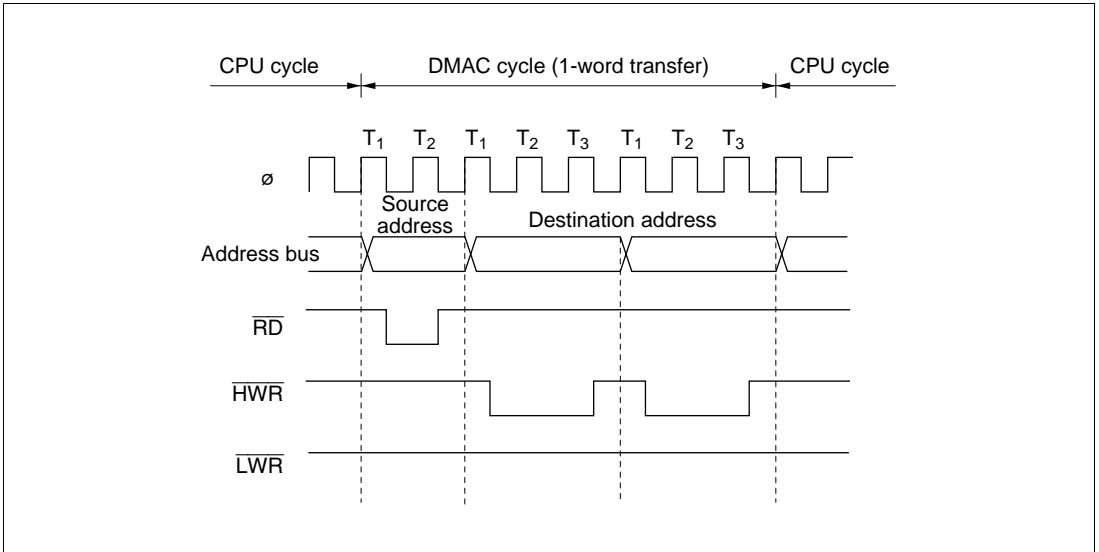 CPU cycle DMAC cycle (1-word transfer) CPU cycle
T1 T2 T1 T2 T3 T1 T2 T3
ø
Source
address Destination address
Address bus
RD
HWR
LWR